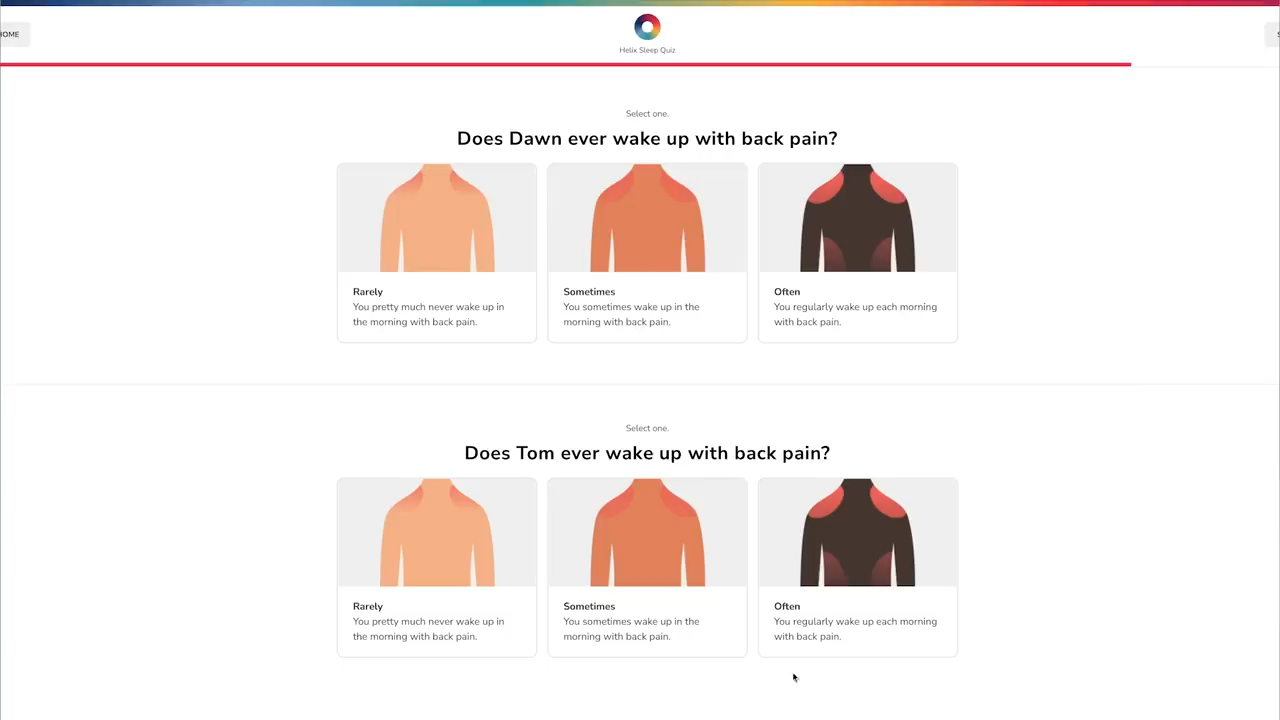 HOME
Helix Sleep Quiz
Select one.
Does Dawn ever wake up with back pain?
Rarely
You pretty much never wake up in
the morning with back pain.
Sometimes
You sometimes wake up in the
morning with back pain.
Often
You regularly wake up each morning
with back pain.
Select one.
Does Tom ever wake up with back pain?
Rarely
You pretty much never wake up in
the morning with back pain.
Sometimes
You sometimes wake up in the
morning with back pain.
Often
You regularly wake up each morning
with back pain.